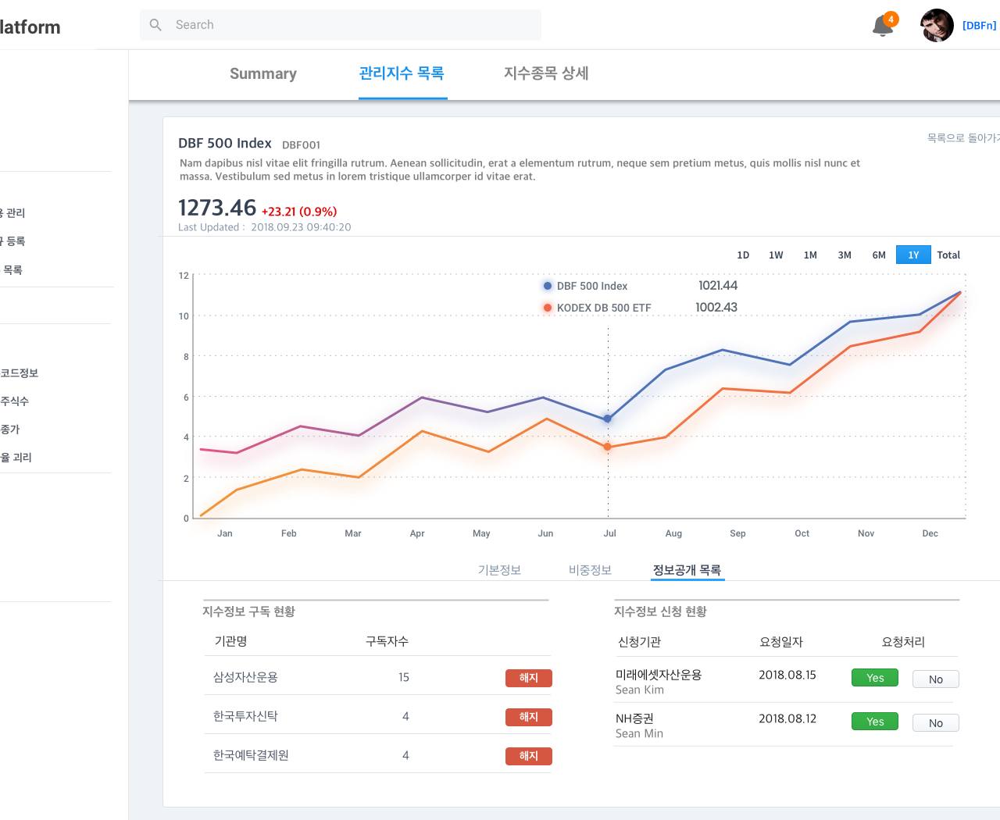 latform
Search
4
[DBFn]
Summary
관리지수 목록
지수종목 상세
관리
등록
목록
코드정보
주식수
종가
율 괴리
DBF 500 Index DBF001
목록으로 돌아가기
Nam dapibus nisl vitae elit fringilla rutrum. Aenean sollicitudin, erat a elementum rutrum, neque sem pretium metus, quis mollis nisl nunc et
massa. Vestibulum sed metus in lorem tristique ullamcorper id vitae erat.
1273.46 +23.21 (0.9%)
Last Updated : 2018.09.23 09:40:20
1D 1W 1M 3M 6M 1Y Total
DBF 500 Index 1021.44
KODEX DB 500 ETF 1002.43
12
10
8
6
4
2
0
Jan Feb Mar Apr May Jun Jul Aug Sep Oct Nov Dec
기본정보 비중정보 정보공개 목록
지수정보 구독 현황
기관명 구독자수
삼성자산운용 15 해지
한국투자신탁 4 해지
한국예탁결제원 4 해지
지수정보 신청 현황
신청기관 요청일자 요청처리
미래에셋자산운용 2018.08.15 Yes No
Sean Kim
NH증권 2018.08.12 Yes No
Sean Min